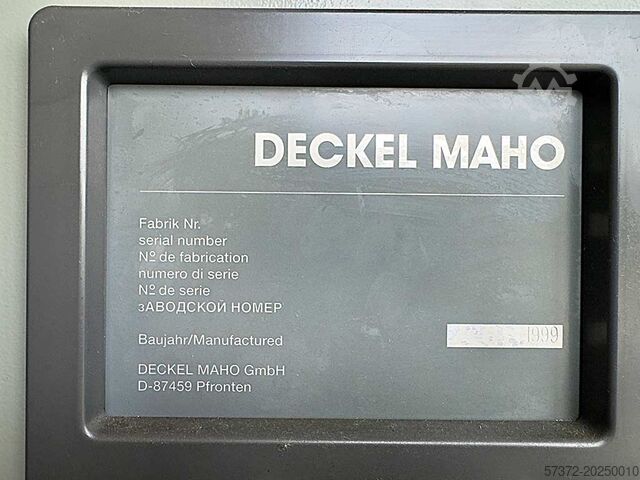 DECKEL MAHO
Fabrik Nr.
serial number
Nº de fabrication
numero di serie
Nº de serie
зАВОДСКОЙ НОМЕР
Baujahr/Manufactured 1999
DECKEL MAHO GmbH
D-87459 Pfronten
57372-20250010